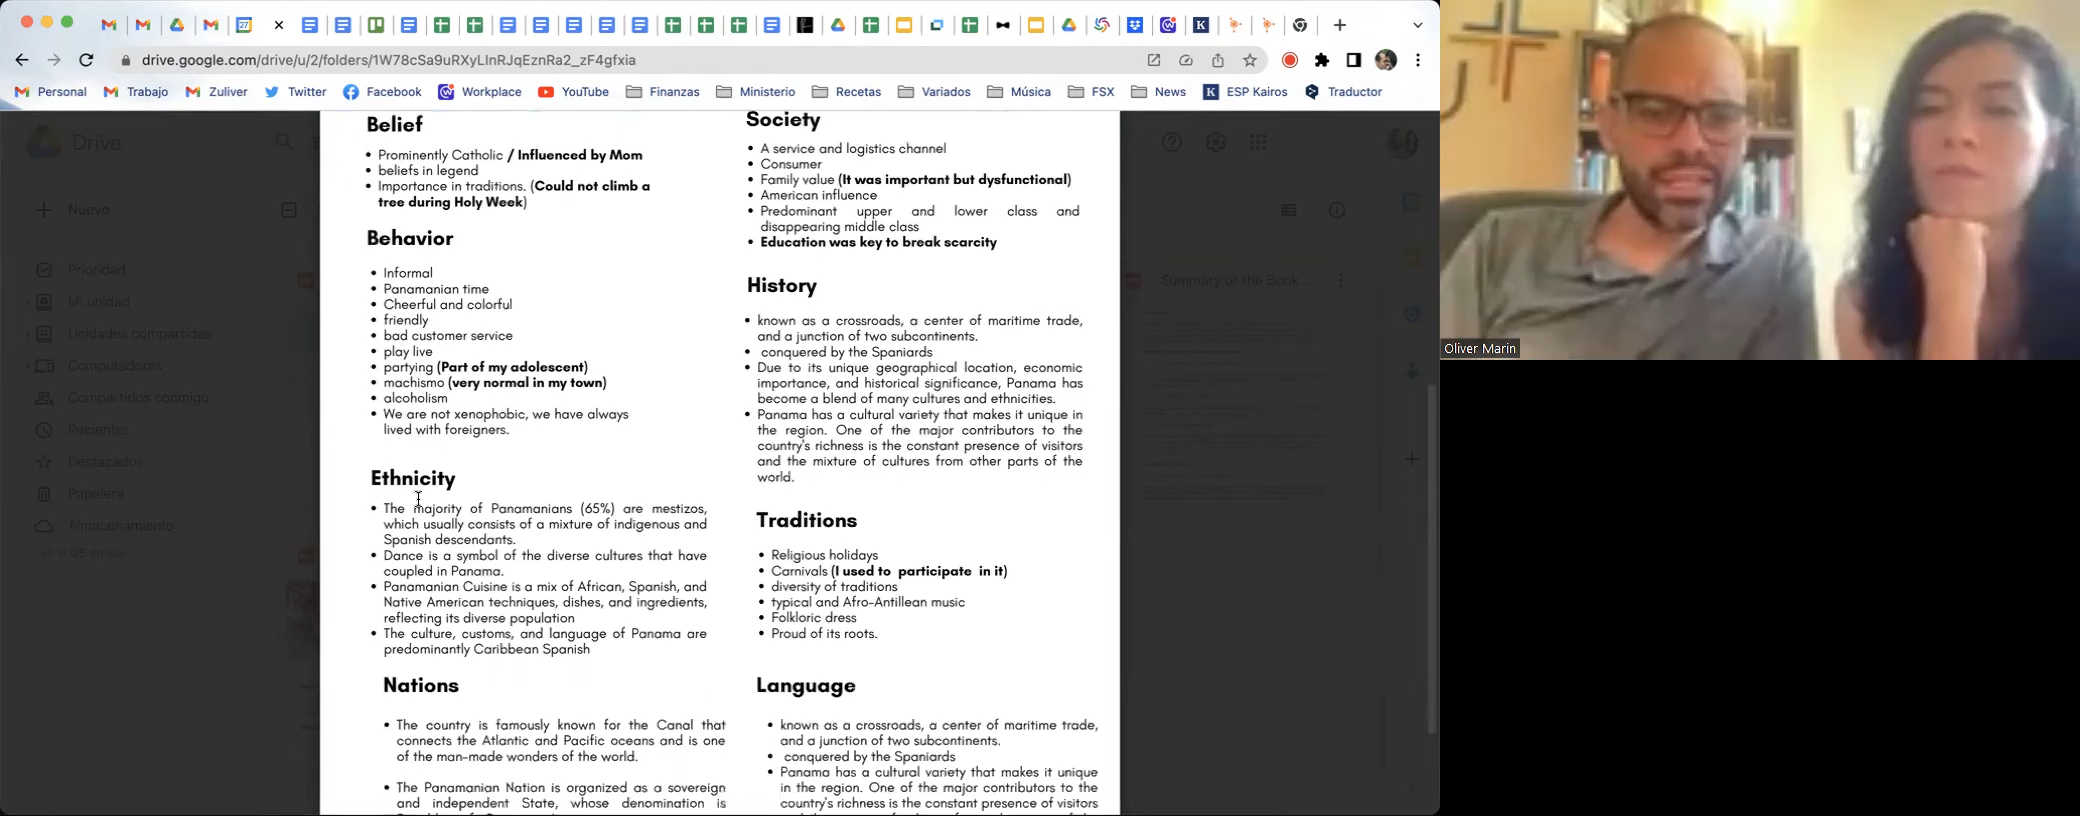 drive.google.com/drive/u/2/folders/1W78cSa9uRXyLInRJqEznRa2_zF4gfxia
Personal Trabajo Zuliver Twitter Facebook Workplace YouTube Finanzas Ministerio Recetas Variados Música FSX News ESP Kairos Traductor
Drive
Nuevo
Prioridad
Mi unidad
Unidades compartidas
Computadoras
Compartidos conmigo
Recientes
Destacados
Papelera
Almacenamiento
Summary of the Book ...
Belief
• Prominently Catholic / Influenced by Mom
• beliefs in legend
• Importance in traditions. (Could not climb a
tree during Holy Week)
Behavior
• Informal
• Panamanian time
• Cheerful and colorful
• friendly
• bad customer service
• play live
• partying (Part of my adolescent)
• machismo (very normal in my town)
• alcoholism
• We are not xenophobic, we have always
lived with foreigners.
Ethnicity
• The majority of Panamanians (65%) are mestizos,
which usually consists of a mixture of indigenous and
Spanish descendants.
• Dance is a symbol of the diverse cultures that have
coupled in Panama.
• Panamanian Cuisine is a mix of African, Spanish, and
Native American techniques, dishes, and ingredients,
reflecting its diverse population
• The culture, customs, and language of Panama are
predominantly Caribbean Spanish
Nations
• The country is famously known for the Canal that
connects the Atlantic and Pacific oceans and is one
of the man-made wonders of the world.
• The Panamanian Nation is organized as a sovereign
and independent State, whose denomination is
Society
• A service and logistics channel
• Consumer
• Family value (It was important but dysfunctional)
• American influence
• Predominant upper and lower class and
disappearing middle class
• Education was key to break scarcity
History
• known as a crossroads, a center of maritime trade,
and a junction of two subcontinents.
• conquered by the Spaniards
• Due to its unique geographical location, economic
importance, and historical significance, Panama has
become a blend of many cultures and ethnicities.
• Panama has a cultural variety that makes it unique in
the region. One of the major contributors to the
country's richness is the constant presence of visitors
and the mixture of cultures from other parts of the
world.
Traditions
• Religious holidays
• Carnivals (I used to participate in it)
• diversity of traditions
• typical and Afro-Antillean music
• Folkloric dress
• Proud of its roots.
Language
• known as a crossroads, a center of maritime trade,
and a junction of two subcontinents.
• conquered by the Spaniards
• Panama has a cultural variety that makes it unique
in the region. One of the major contributors to the
country's richness is the constant presence of visitors
Oliver Marin